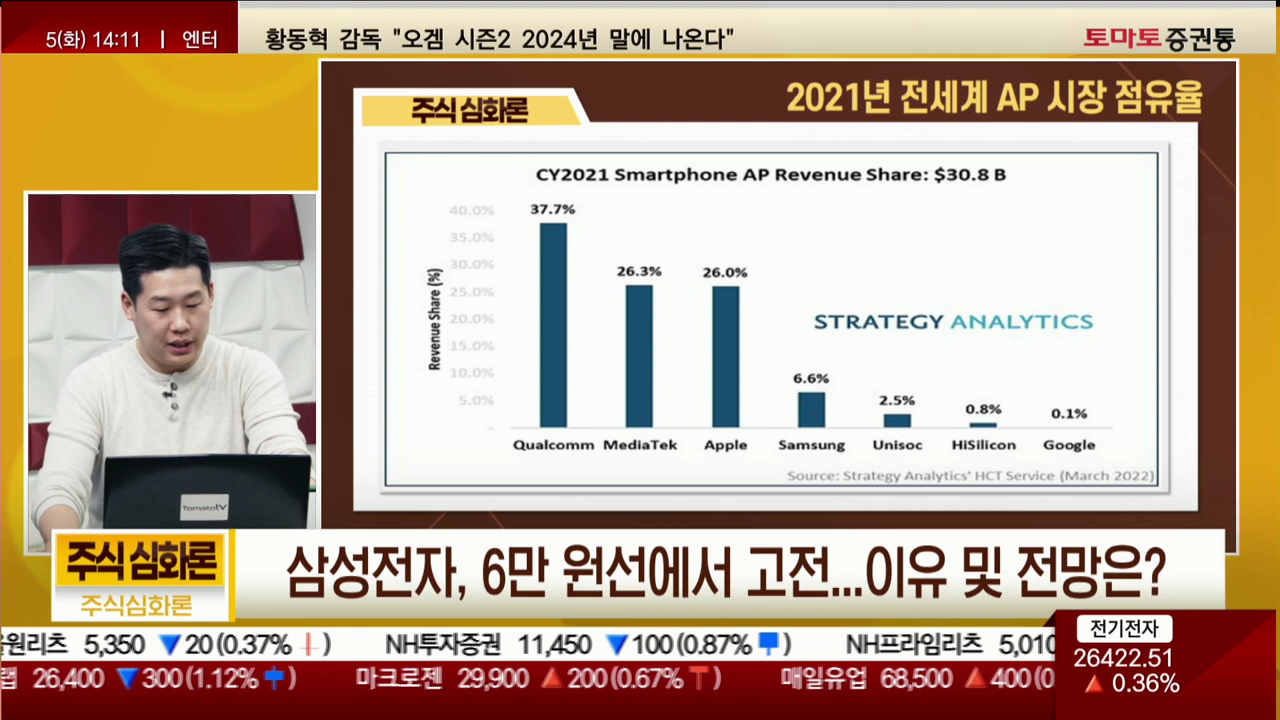 5(화) 14:11 | 엔터
황동혁 감독 "오겜 시즌2 2024년 말에 나온다"
토마토증권통
2021년 전세계 AP 시장 점유율
주식 심화론
CY2021 Smartphone AP Revenue Share: $30.8 B
Revenue Share (%)
40.0%
35.0%
30.0%
25.0%
20.0%
15.0%
10.0%
5.0%
-
37.7%
26.3%
26.0%
6.6%
2.5%
0.8%
0.1%
STRATEGY ANALYTICS
Qualcomm MediaTek Apple Samsung Unisoc HiSilicon Google
Source: Strategy Analytics' HCT Service (March 2022)
TomatoTV
주식 심화론
주식심화론
삼성전자, 6만 원선에서 고전...이유 및 전망은?
원리츠 5,350 ▼20(0.37% ) NH투자증권 11,450 ▼100(0.87% ) NH프라임리츠 5,010
랩 26,400 ▼300(1.12% ) 마크로젠 29,900 ▲200(0.67% ) 매일유업 68,500 ▲400(0
전기전자
26422.51
▲ 0.36%